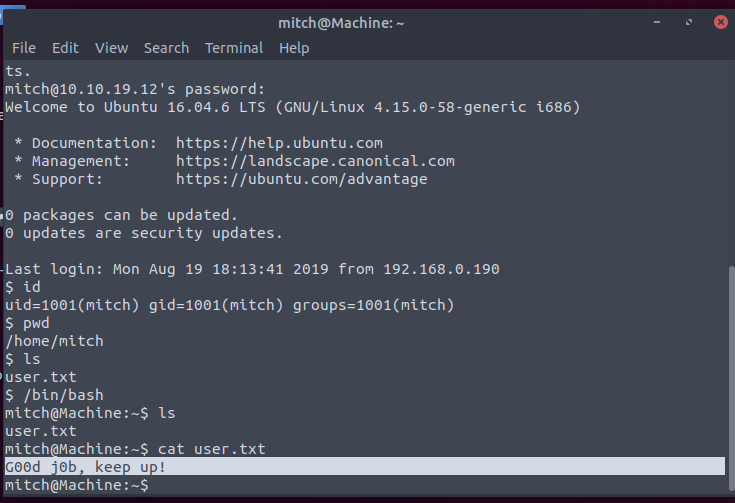 mitch@Machine: ~
File Edit View Search Terminal Help
ts.
mitch@10.10.19.12's password:
Welcome to Ubuntu 16.04.6 LTS (GNU/Linux 4.15.0-58-generic i686)
* Documentation: https://help.ubuntu.com
* Management: https://landscape.canonical.com
* Support: https://ubuntu.com/advantage
0 packages can be updated.
0 updates are security updates.
Last login: Mon Aug 19 18:13:41 2019 from 192.168.0.190
$ id
uid=1001(mitch) gid=1001(mitch) groups=1001(mitch)
$ pwd
/home/mitch
$ ls
user.txt
$ /bin/bash
mitch@Machine:~$ ls
user.txt
mitch@Machine:~$ cat user.txt
G00d j0b, keep up!
mitch@Machine:~$